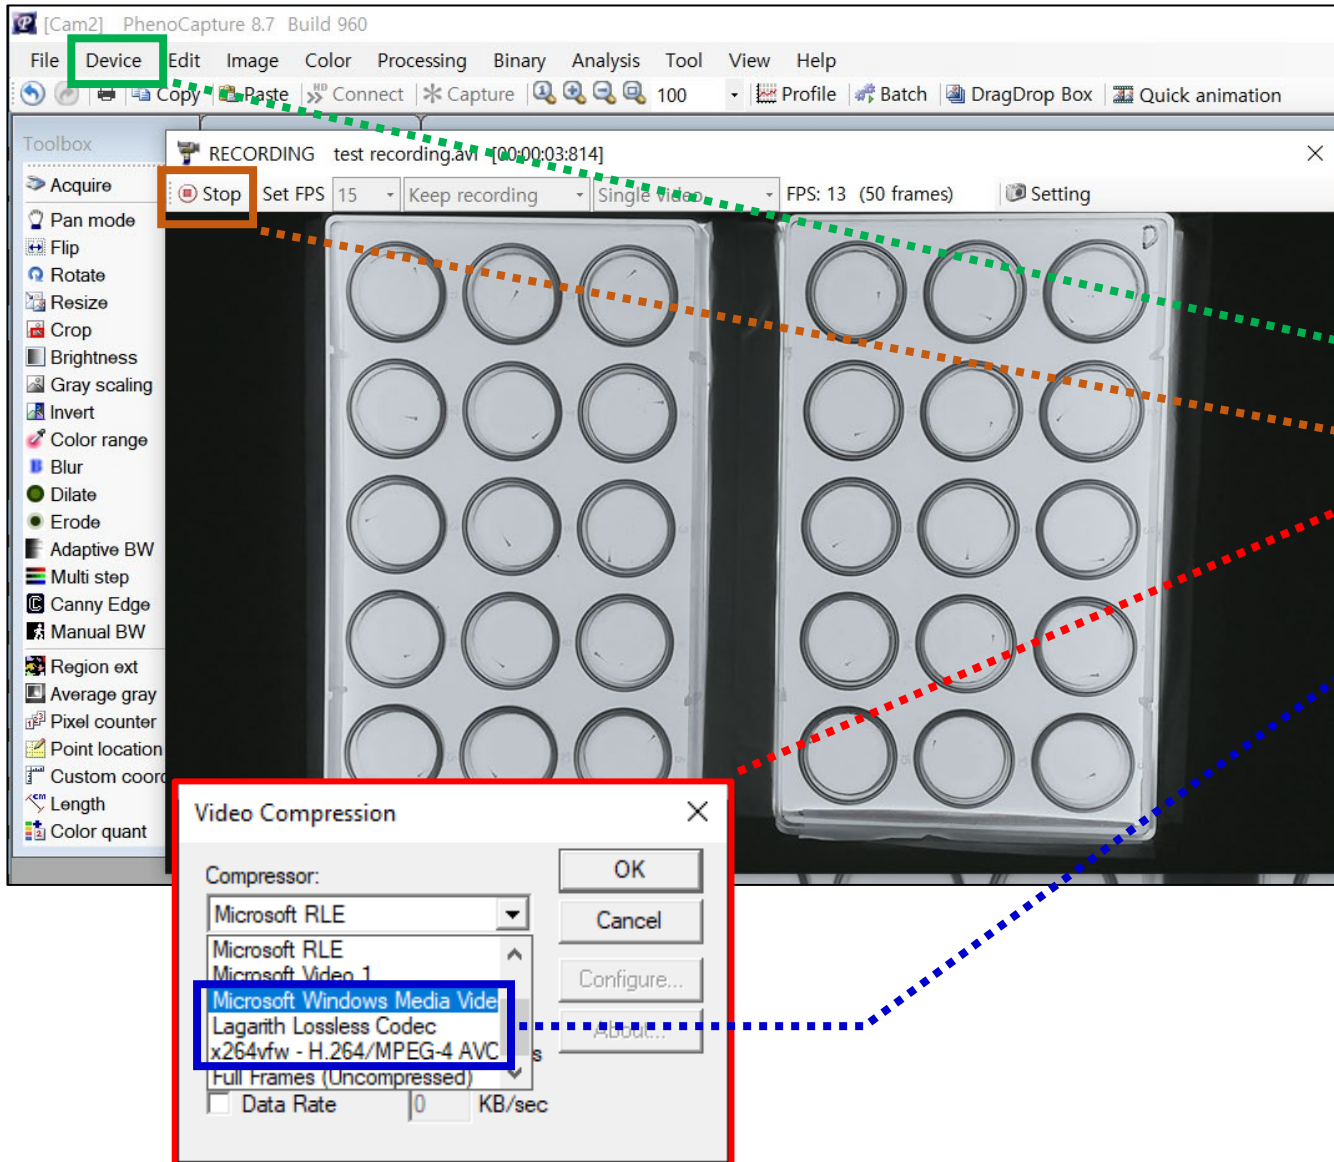 [Cam2] PhenoCapture 8.7 Build 960
File Device Edit Image Color Processing Binary Analysis Tool View Help
Copy Paste HD Connect Capture 100 Profile Batch DragDrop Box Quick animation
Toolbox
RECORDING test recording.avi [00:00:03:814]
Stop Set FPS 15 Keep recording Single video FPS: 13 (50 frames) Setting
Acquire
Pan mode
Flip
Rotate
Resize
Crop
Brightness
Gray scaling
Invert
Color range
Blur
Dilate
Erode
Adaptive BW
Multi step
Canny Edge
Manual BW
Region ext
Average gray
Pixel counter
Point location
Custom coord
Length
Color quant
D
Video Compression
Compressor:
OK
Microsoft RLE
Cancel
Microsoft RLE
Microsoft Video 1
Configure...
Microsoft Windows Media Vide
Lagarith Lossless Codec
About...
x264vfw - H.264/MPEG-4 AVC
s
Full Frames (Uncompressed)
Data Rate 0 KB/sec